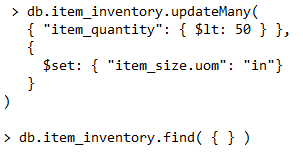 > db.item_inventory.updateMany(
{ "item_quantity": { $lt: 50 } },
{
$set: { "item_size.uom": "in"}
}
)
> db.item_inventory.find( { } )